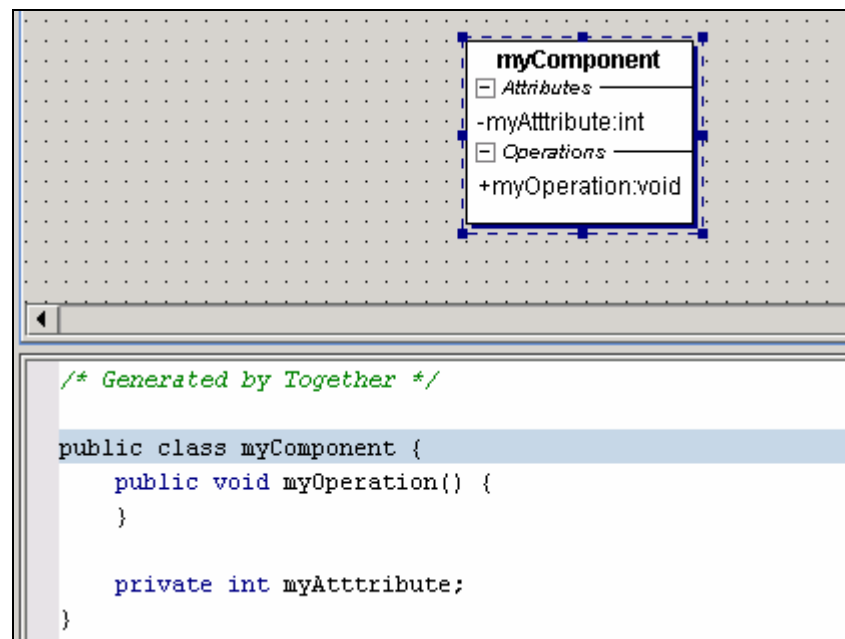 myComponent
Attributes
-myAtttribute:int
Operations
+myOperation:void
/* Generated by Together */
public class myComponent {
public void myOperation() {
}
private int myAtttribute;
}